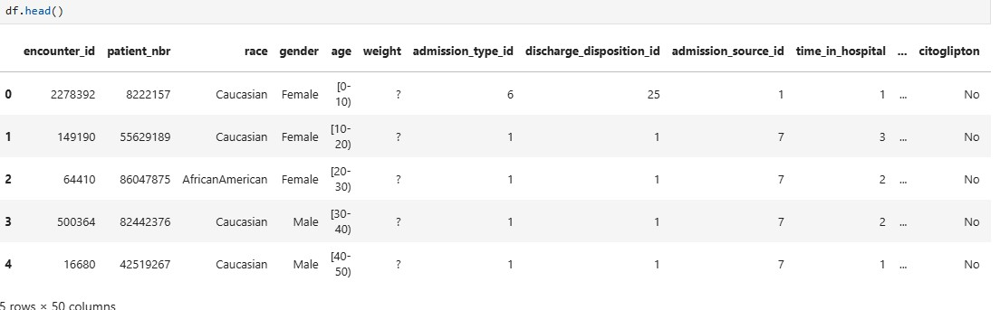 df.head()
encounter_id patient_nbr race gender age weight admission_type_id discharge_disposition_id admission_source_id time_in_hospital ... citoglipton
0 2278392 8222157 Caucasian Female [0-10) ? 6 25 1 1 ... No
1 149190 55629189 Caucasian Female [10-20) ? 1 1 7 3 ... No
2 64410 86047875 AfricanAmerican Female [20-30) ? 1 1 7 2 ... No
3 500364 82442376 Caucasian Male [30-40) ? 1 1 7 2 ... No
4 16680 42519267 Caucasian Male [40-50) ? 1 1 7 1 ... No
5 rows × 50 columns